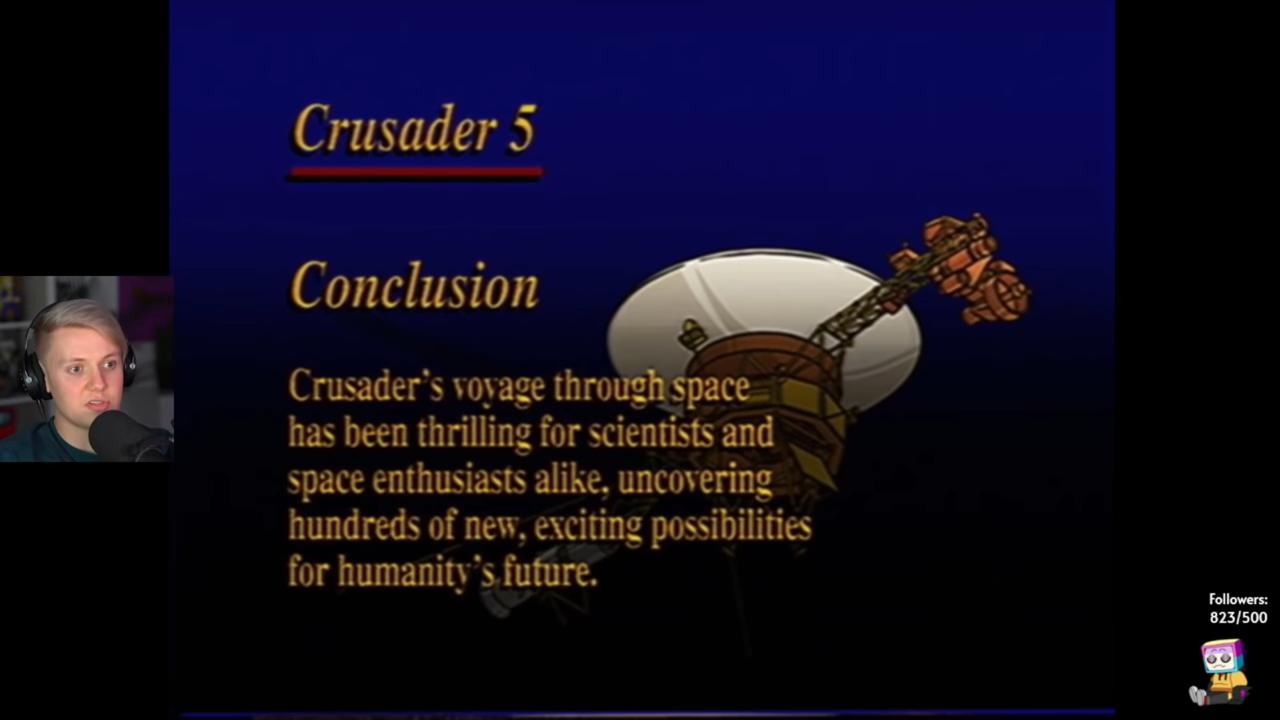 Crusader 5
Conclusion
Crusader's voyage through space
has been thrilling for scientists and
space enthusiasts alike, uncovering
hundreds of new, exciting possibilities
for humanity's future.
Followers:
823/500